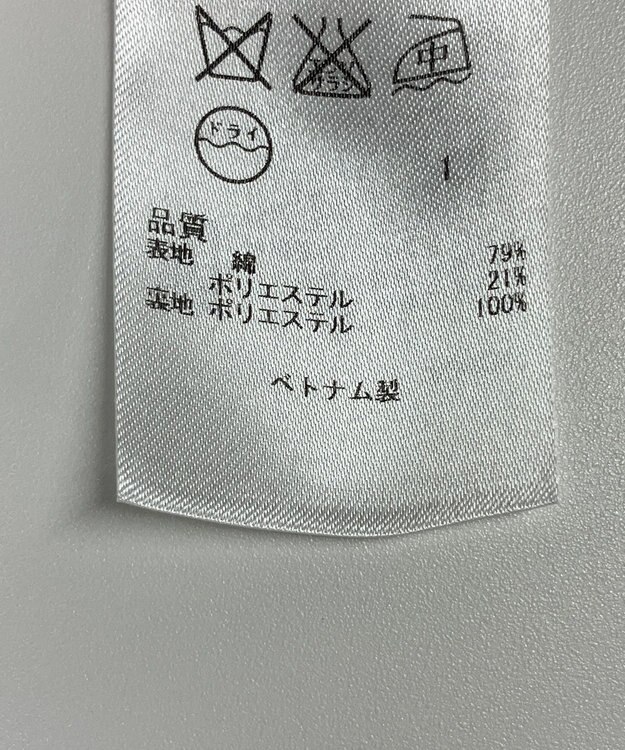 中
ドライ
1
品質
表地 綿 79%
ポリエステル 21%
裏地 ポリエステル 100%
ベトナム製